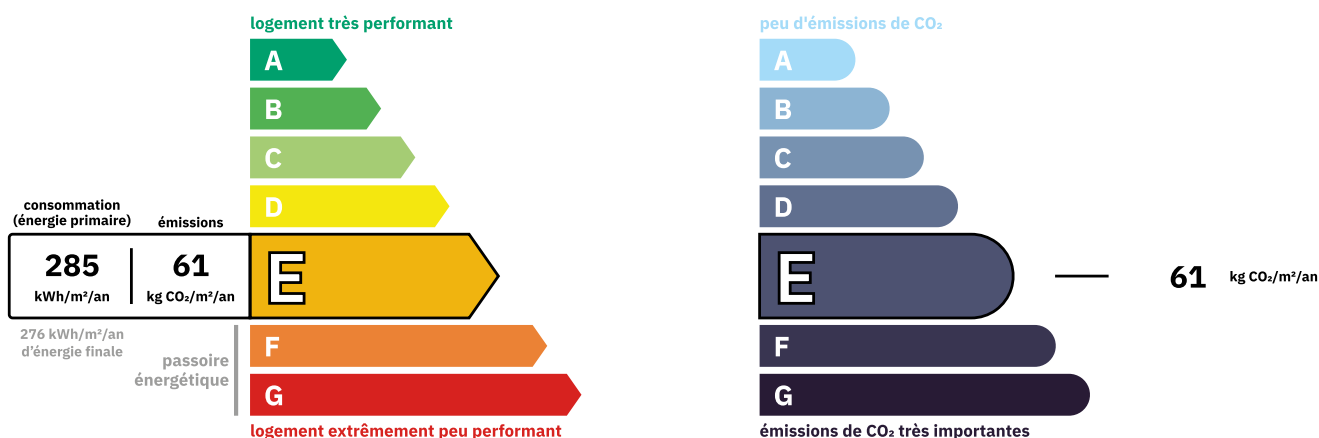 logement très performant
A
B
C
D
consommation
(énergie primaire)
émissions
285
kWh/m²/an
61
kg CO₂/m²/an
E
276 kWh/m²/an
d'énergie finale
passoire
énergétique
F
G
logement extrêmement peu performant
peu d'émissions de CO₂
A
B
C
D
E
61
kg CO₂/m²/an
F
G
émissions de CO₂ très importantes